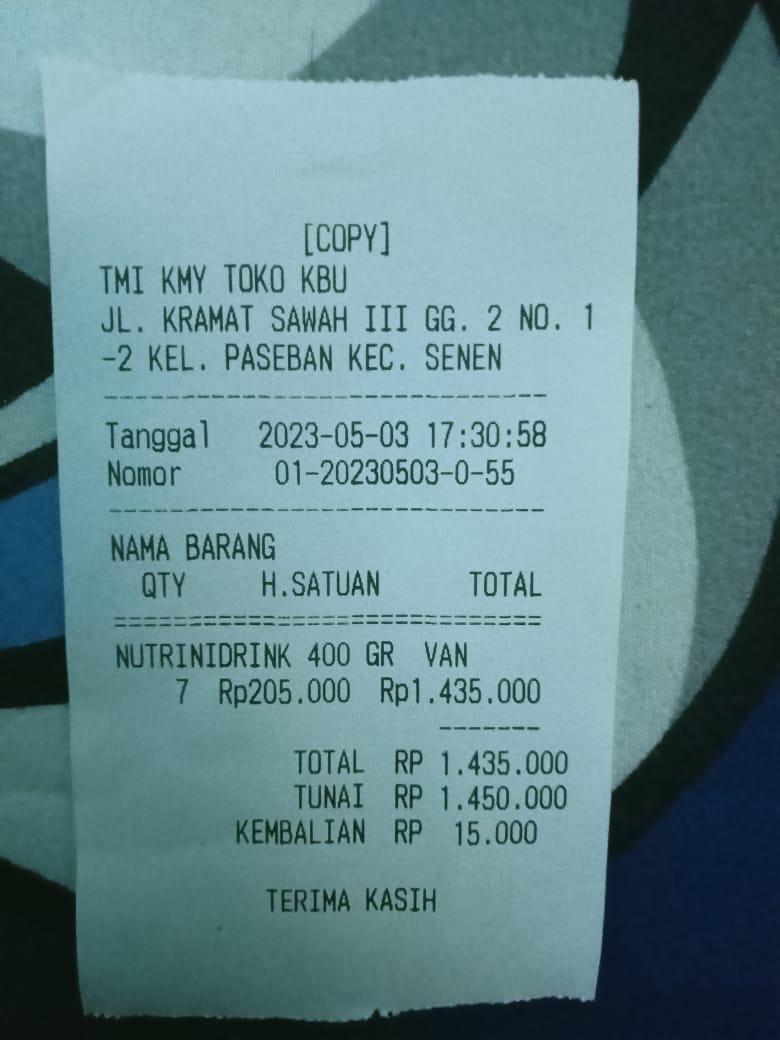 [COPY]
TMI KMY TOKO KBU
JL. KRAMAT SAWAH III GG. 2 NO. 1
-2 KEL. PASEBAN KEC. SENEN
-----------------------------
Tanggal 2023-05-03 17:30:58
Nomor 01-20230503-0-55
-----------------------------
NAMA BARANG
QTY H.SATUAN TOTAL
=============================
NUTRINIDRINK 400 GR VAN
7 Rp205.000 Rp1.435.000
-------
TOTAL RP 1.435.000
TUNAI RP 1.450.000
KEMBALIAN RP 15.000
TERIMA KASIH